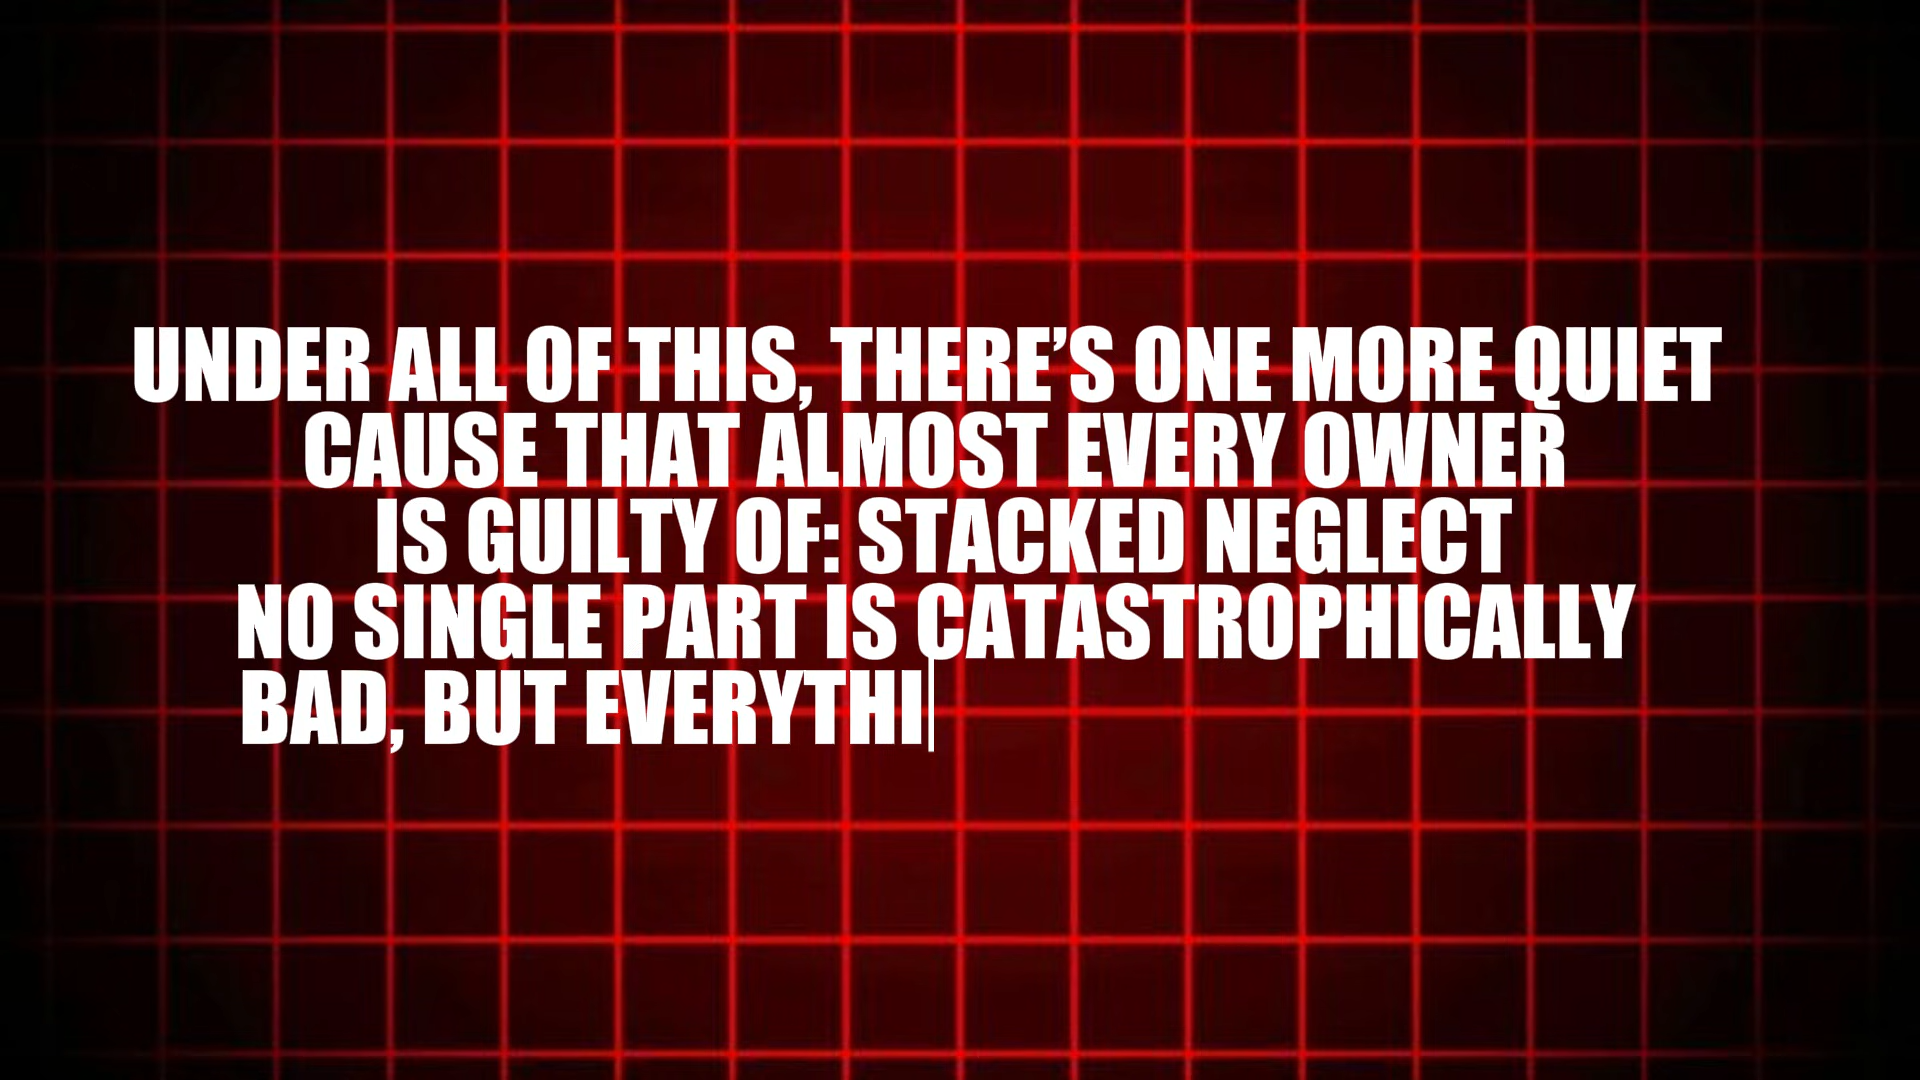 UNDER ALL OF THIS, THERE’S ONE MORE QUIET
CAUSE THAT ALMOST EVERY OWNER
IS GUILTY OF: STACKED NEGLECT
NO SINGLE PART IS CATASTROPHICALLY
BAD, BUT EVERYTHI